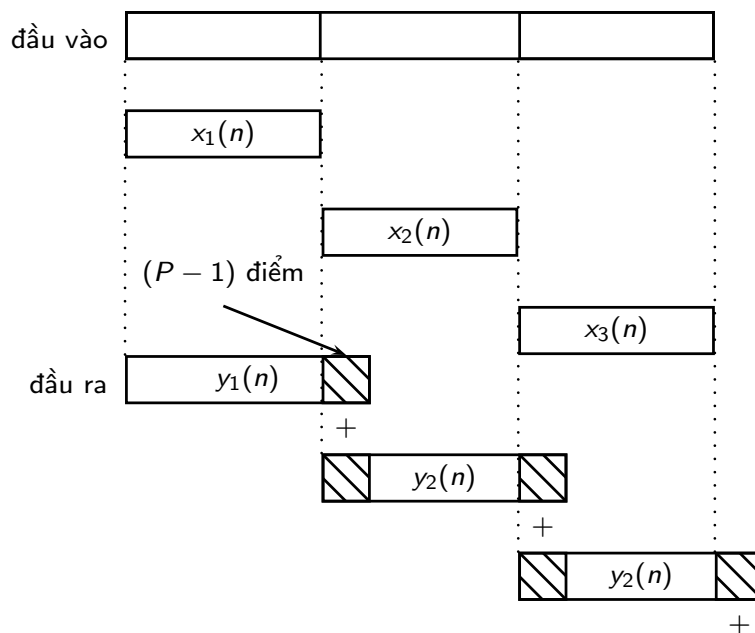 đầu vào
x₁(n)
x₂(n)
(P − 1) điểm
x₃(n)
đầu ra
y₁(n)
+
y₂(n)
+
y₂(n)
+